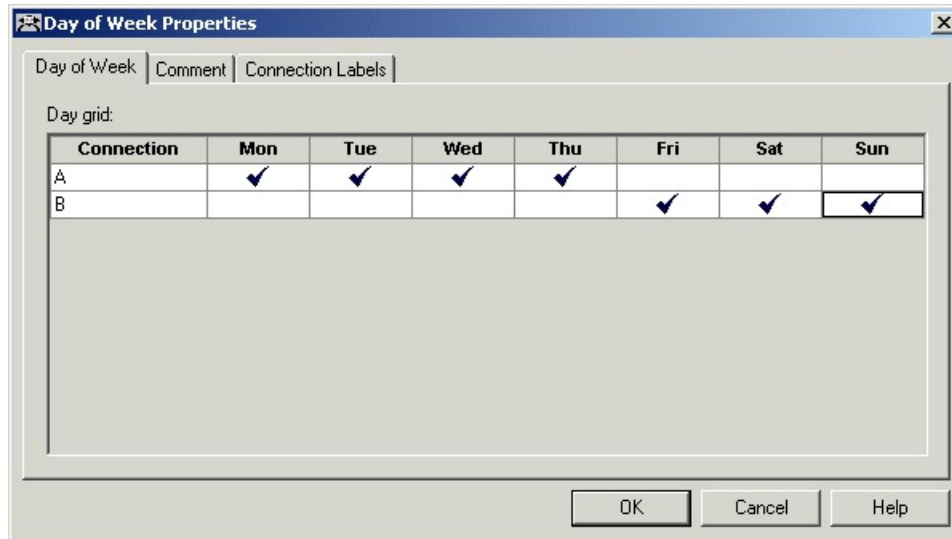 Day of Week Properties
Day of Week Comment Connection Labels
Day grid:
Connection Mon Tue Wed Thu Fri Sat Sun
A
B
OK Cancel Help